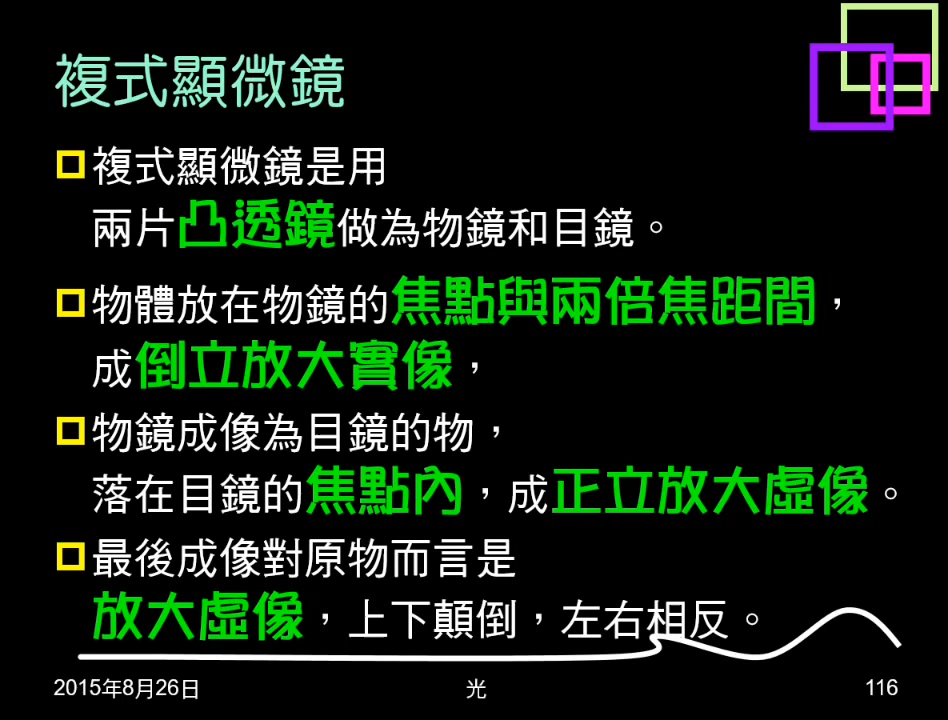 複式顯微鏡
複式顯微鏡是用
兩片凸透鏡做為物鏡和目鏡。
物體放在物鏡的焦點與兩倍焦距間，
成倒立放大實像，
物鏡成像為目鏡的物，
落在目鏡的焦點內，成正立放大虛像。
最後成像對原物而言是
放大虛像，上下顛倒，左右相反。
2015年8月26日
光
116